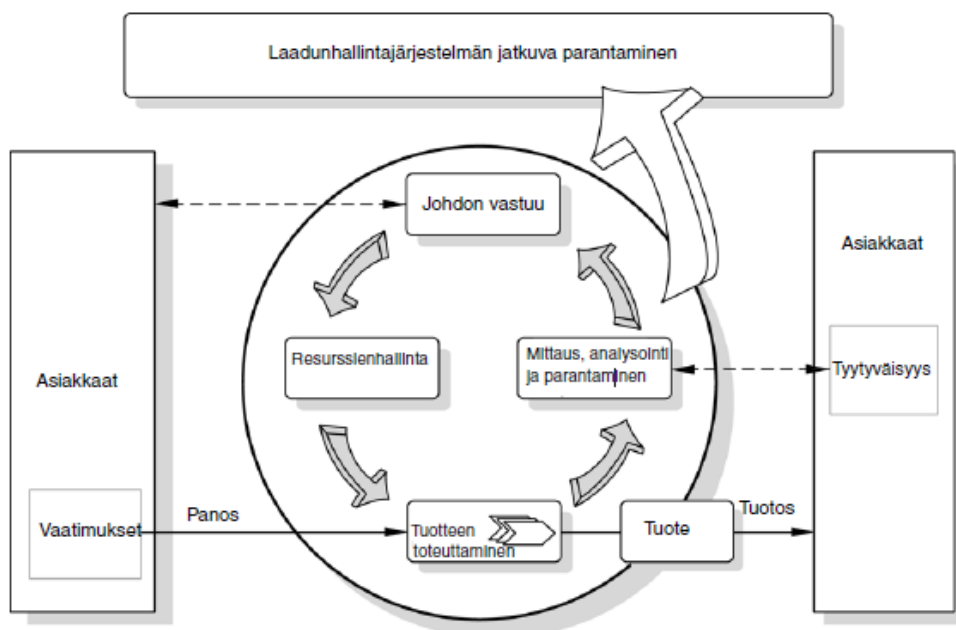 Laadunhallintajärjestelmän jatkuva parantaminen
Johdon vastuu
Asiakkaat
Resurssienhallinta
Mittaus, analysointi
ja parantaminen
Tyytyväisyys
Asiakkaat
Vaatimukset
Panos
Tuotteen
toteuttaminen
Tuote
Tuotos